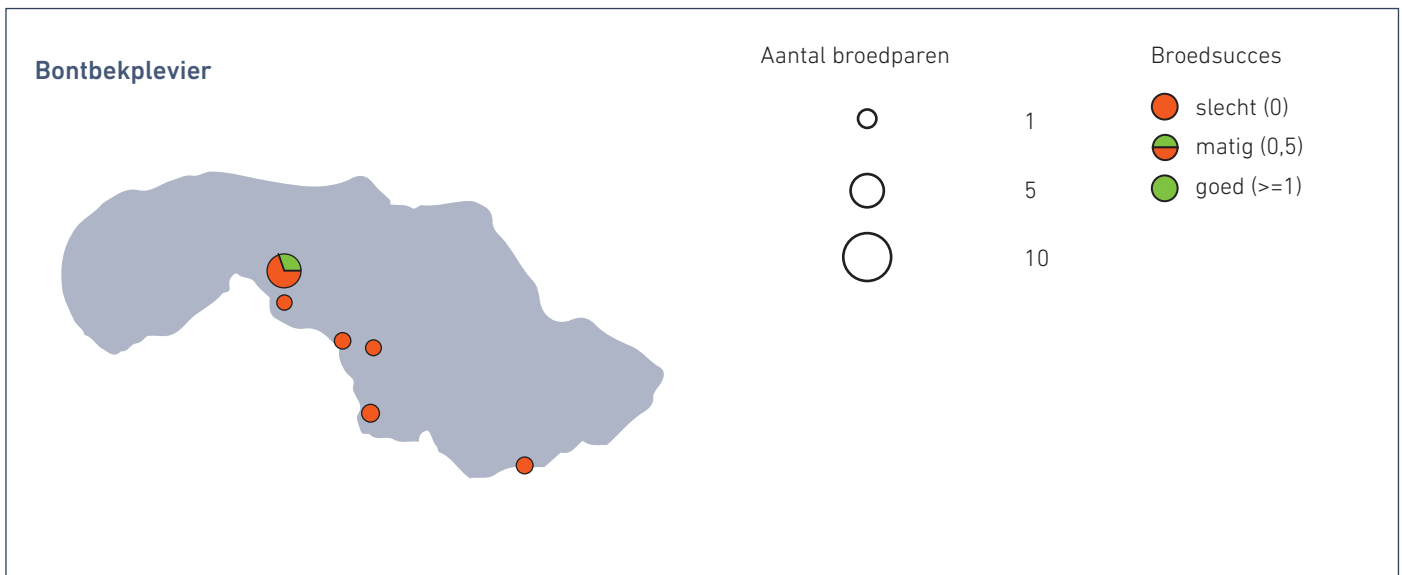 Bontbekplevier
Aantal broedparen
1
5
10
Broedsucces
slecht (0)
matig (0,5)
goed (>=1)